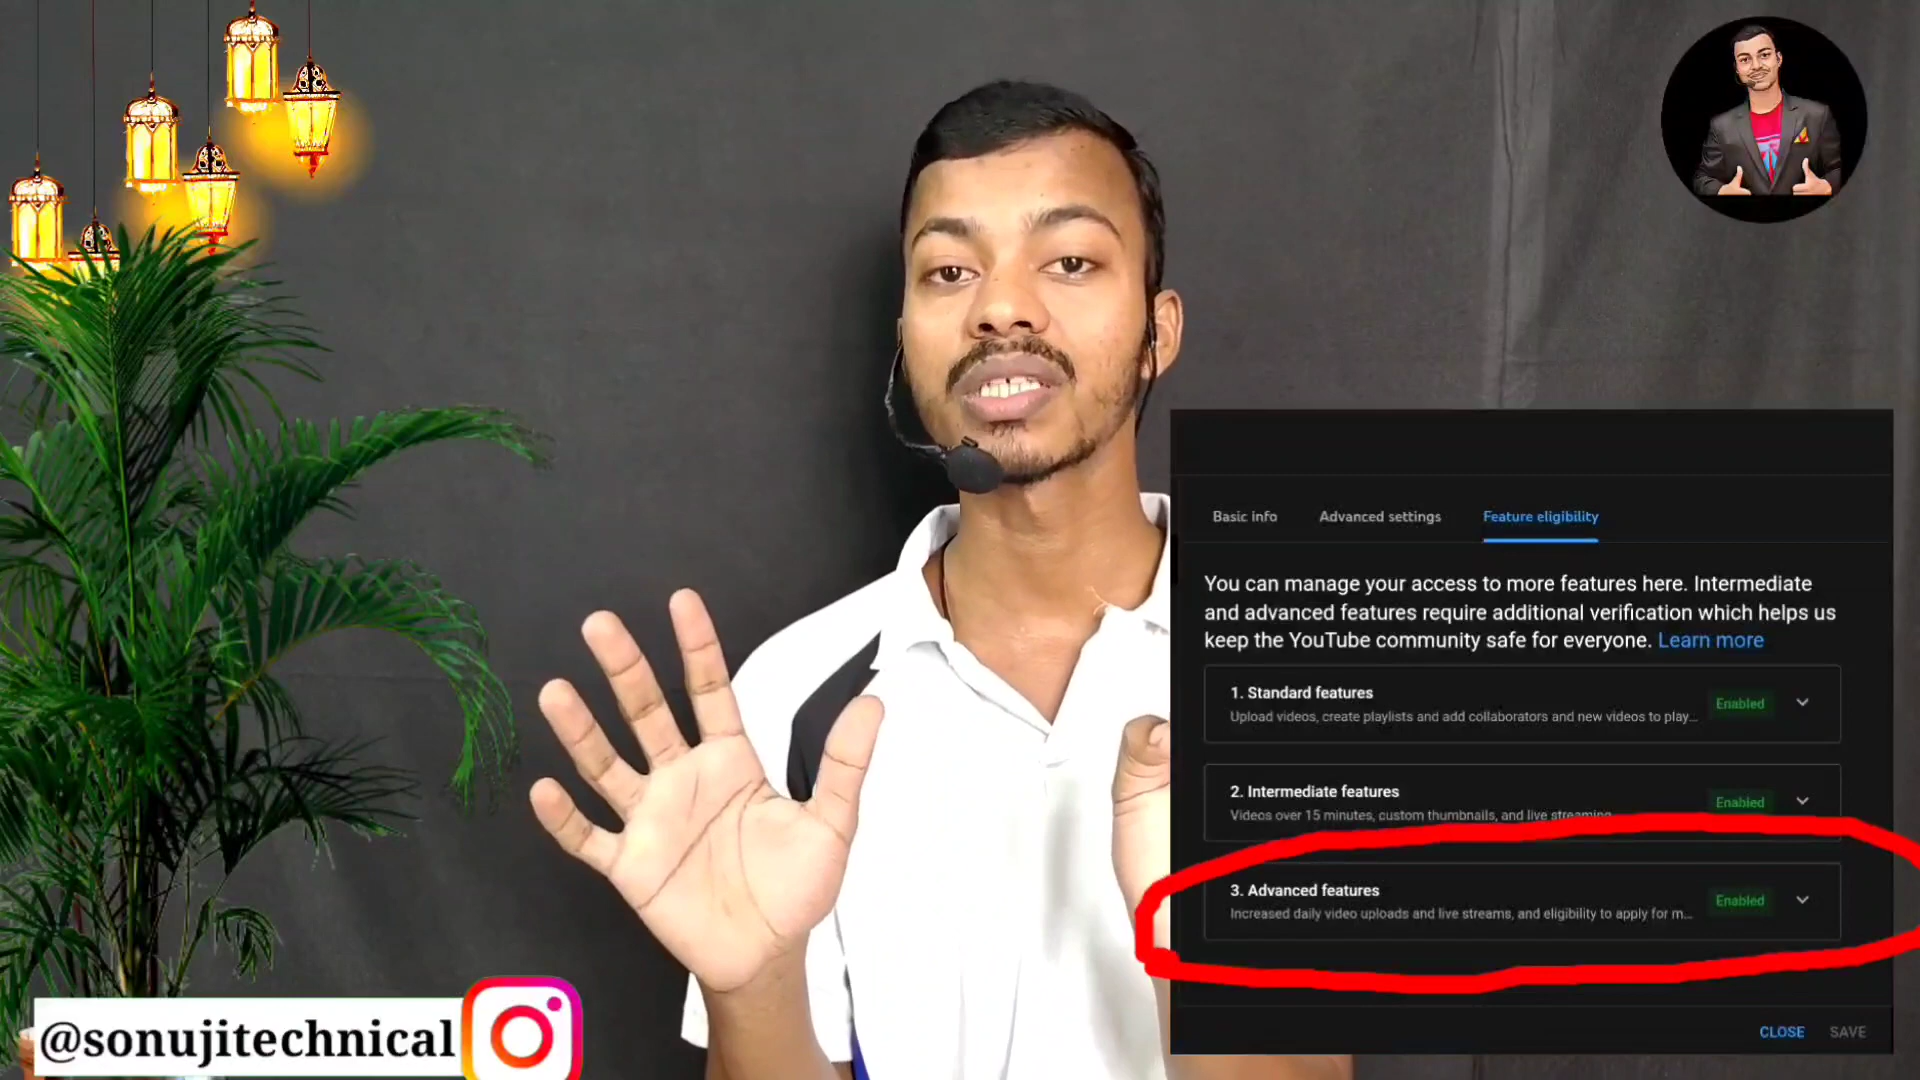 Basic info Advanced settings Feature eligibility
You can manage your access to more features here. Intermediate
and advanced features require additional verification which helps us
keep the YouTube community safe for everyone. Learn more
1. Standard features
Upload videos, create playlists and add collaborators and new videos to play...
Enabled
2. Intermediate features
Videos over 15 minutes, custom thumbnails, and live streaming
Enabled
3. Advanced features
Increased daily video uploads and live streams, and eligibility to apply for m...
Enabled
CLOSE SAVE
@sonujitechnical